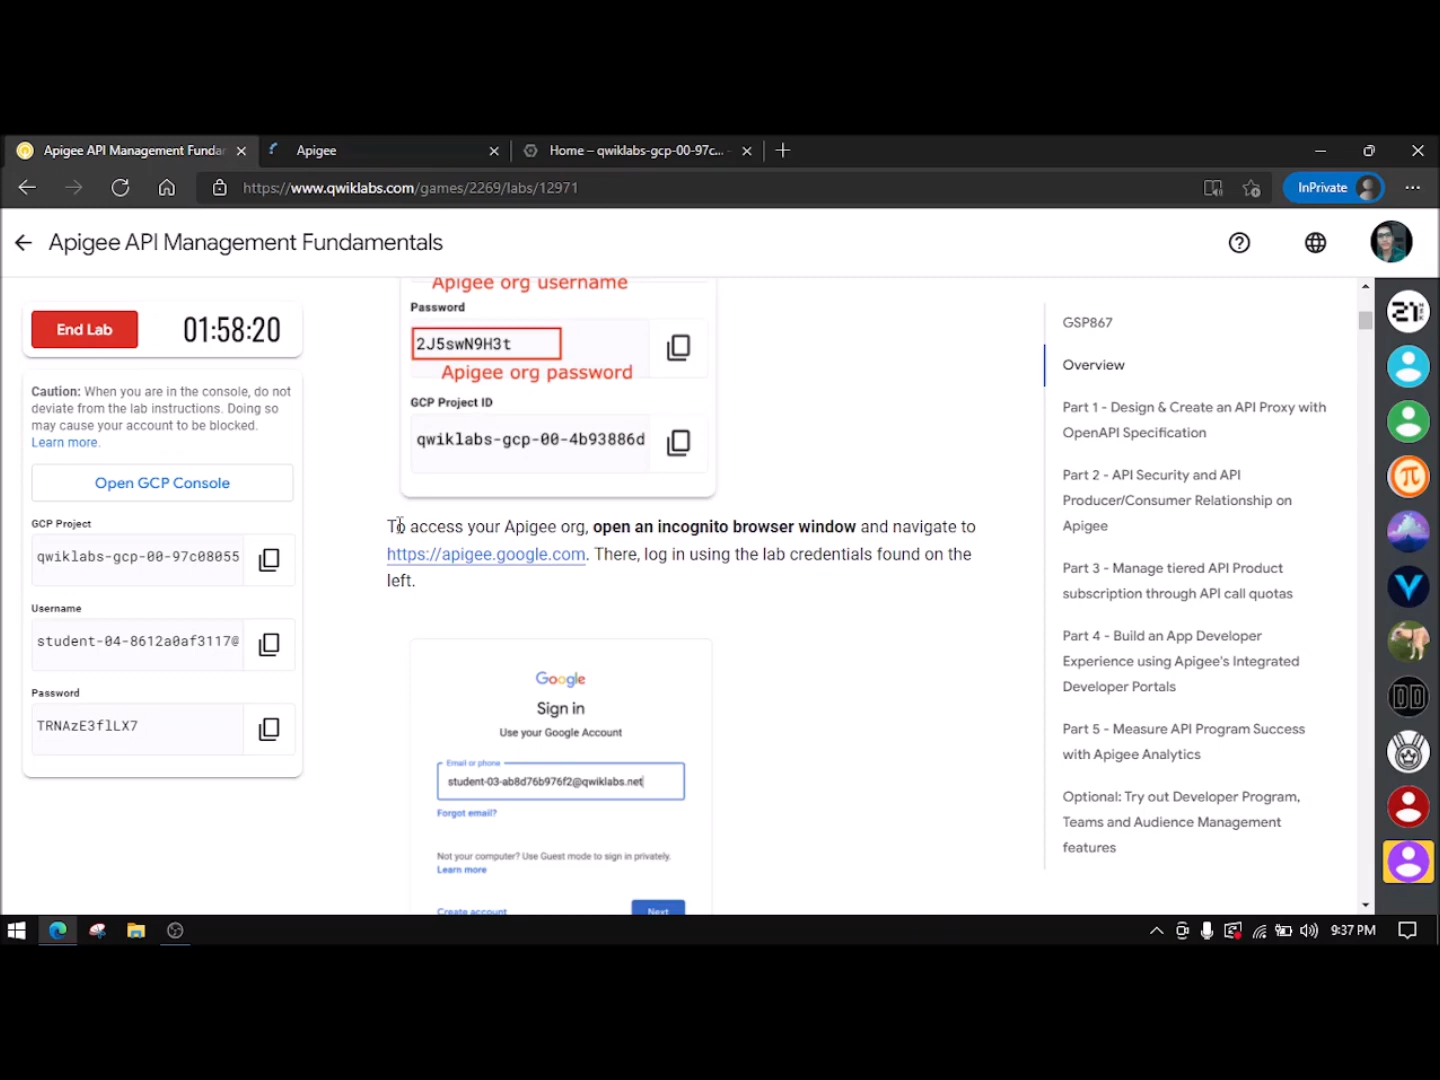 Apigee API Management Funda
Apigee
Home – qwiklabs-gcp-00-97c...
https://www.qwiklabs.com/games/2269/labs/12971
InPrivate
Apigee API Management Fundamentals
End Lab
01:58:20
Caution: When you are in the console, do not
deviate from the lab instructions. Doing so
may cause your account to be blocked.
Learn more.
Open GCP Console
GCP Project
qwiklabs-gcp-00-97c08055
Username
student-04-8612a0af3117@
Password
TRNAzE3flLX7
Apigee org username
Password
2J5swN9H3t
Apigee org password
GCP Project ID
qwiklabs-gcp-00-4b93886d
To access your Apigee org, open an incognito browser window and navigate to
https://apigee.google.com. There, log in using the lab credentials found on the
left.
Google
Sign in
Use your Google Account
Email or phone
student-03-ab8d76b976f2@qwiklabs.net
Forgot email?
Not your computer? Use Guest mode to sign in privately.
Learn more
Create account
Next
GSP867
Overview
Part 1 - Design & Create an API Proxy with
OpenAPI Specification
Part 2 - API Security and API
Producer/Consumer Relationship on
Apigee
Part 3 - Manage tiered API Product
subscription through API call quotas
Part 4 - Build an App Developer
Experience using Apigee's Integrated
Developer Portals
Part 5 - Measure API Program Success
with Apigee Analytics
Optional: Try out Developer Program,
Teams and Audience Management
features
9:37 PM